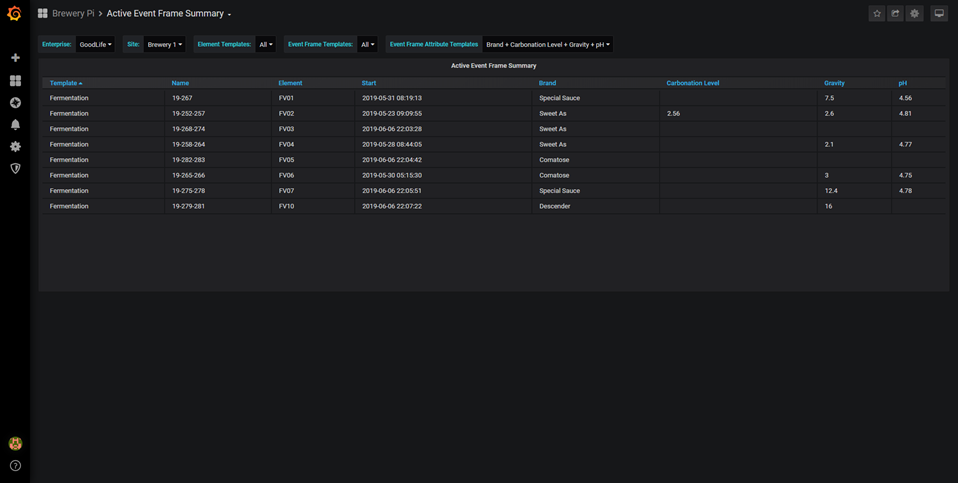 Brewery Pi > Active Event Frame Summary
Enterprise: GoodLife Site: Brewery 1 Element Templates: All Event Frame Templates: All Event Frame Attribute Templates Brand + Carbonation Level + Gravity + pH
Active Event Frame Summary
Template Name Element Start Brand Carbonation Level Gravity pH
Fermentation 19-267 FV01 2019-05-31 08:19:13 Special Sauce 7.5 4.56
Fermentation 19-252-257 FV02 2019-05-23 09:09:55 Sweet As 2.56 2.6 4.81
Fermentation 19-268-274 FV03 2019-06-06 22:03:28 Sweet As
Fermentation 19-258-264 FV04 2019-05-28 08:44:05 Sweet As 2.1 4.77
Fermentation 19-282-283 FV05 2019-06-06 22:04:42 Comatose
Fermentation 19-265-266 FV06 2019-05-30 05:15:30 Comatose 3 4.75
Fermentation 19-275-278 FV07 2019-06-06 22:05:51 Special Sauce 12.4 4.78
Fermentation 19-279-281 FV10 2019-06-06 22:07:22 Descender 16